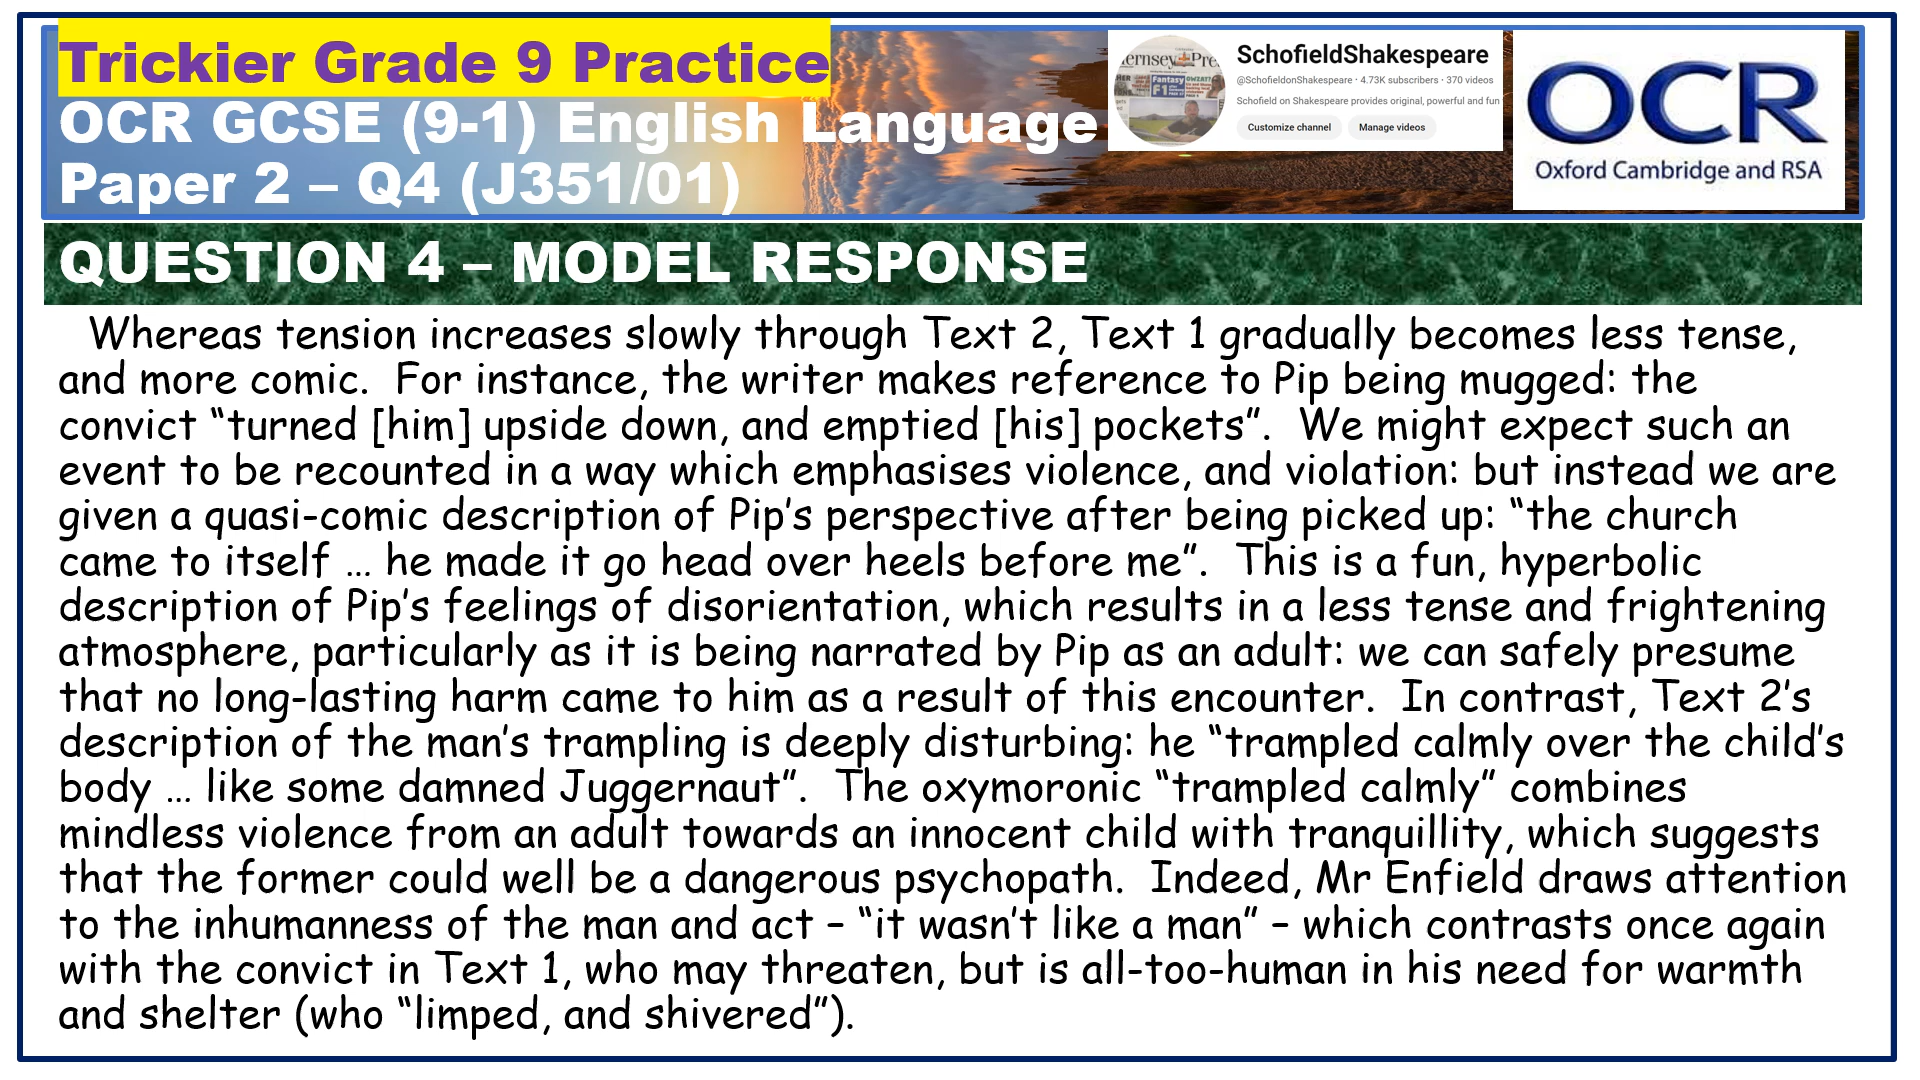 Trickier Grade 9 Practice
OCR GCSE (9-1) English Language
Paper 2 – Q4 (J351/01)
SchofieldShakespeare
@SchofieldonShakespeare · 4.73K subscribers · 370 videos
Schofield on Shakespeare provides original, powerful and fun
Customize channel Manage videos
ernsey Pre
Fantasy
F1
OWZAT!
OCR
Oxford Cambridge and RSA
QUESTION 4 – MODEL RESPONSE
Whereas tension increases slowly through Text 2, Text 1 gradually becomes less tense,
and more comic. For instance, the writer makes reference to Pip being mugged: the
convict “turned [him] upside down, and emptied [his] pockets”. We might expect such an
event to be recounted in a way which emphasises violence, and violation: but instead we are
given a quasi-comic description of Pip’s perspective after being picked up: “the church
came to itself … he made it go head over heels before me”. This is a fun, hyperbolic
description of Pip’s feelings of disorientation, which results in a less tense and frightening
atmosphere, particularly as it is being narrated by Pip as an adult: we can safely presume
that no long-lasting harm came to him as a result of this encounter. In contrast, Text 2’s
description of the man’s trampling is deeply disturbing: he “trampled calmly over the child’s
body … like some damned Juggernaut”. The oxymoronic “trampled calmly” combines
mindless violence from an adult towards an innocent child with tranquillity, which suggests
that the former could well be a dangerous psychopath. Indeed, Mr Enfield draws attention
to the inhumanness of the man and act – “it wasn’t like a man” – which contrasts once again
with the convict in Text 1, who may threaten, but is all-too-human in his need for warmth
and shelter (who “limped, and shivered”).